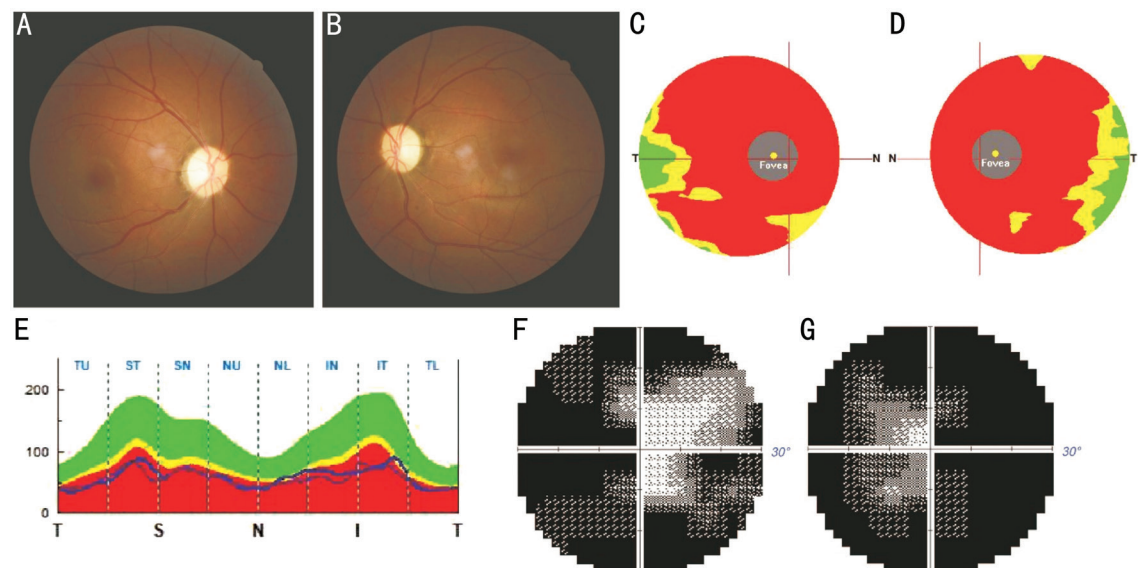 A B C D
T Fovea N N Fovea T
E F G
TU ST SN NU NL IN IT TL
200
100
0
T S N I T
30° 30°